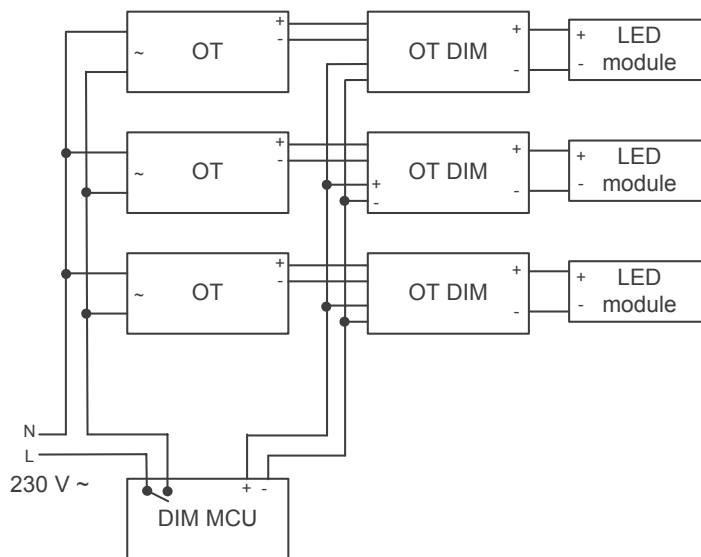 + + +
~ OT - OT DIM - + LED module -
+ + +
~ OT - + - OT DIM - + LED module -
+ + +
~ OT - OT DIM - + LED module -
N
L
230 V ~
+ -
DIM MCU